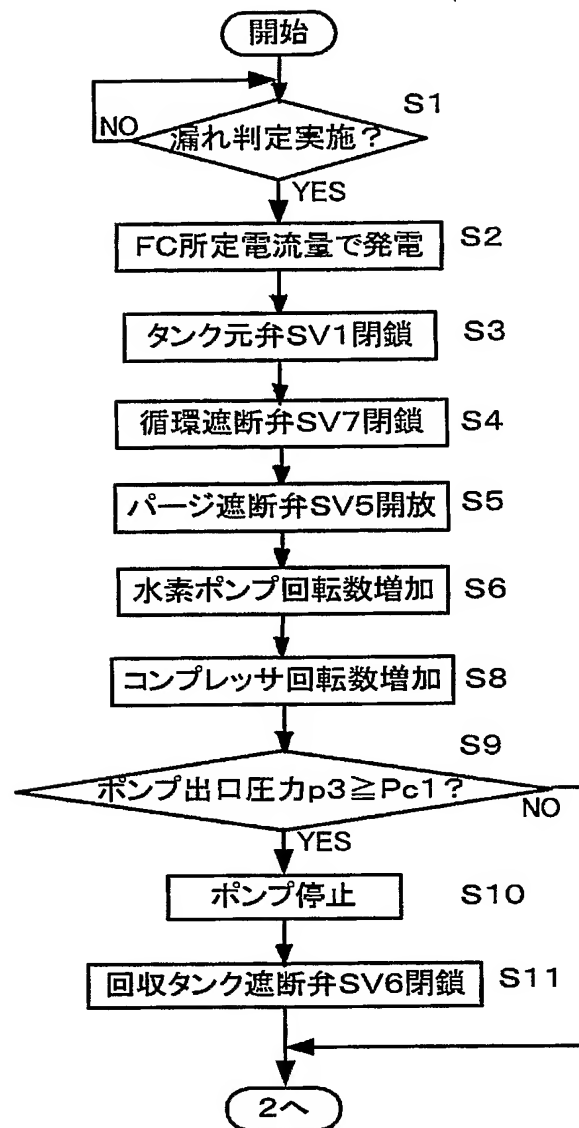 開始
S1
NO
漏れ判定実施?
YES
FC所定電流量で発電 S2
タンク元弁SV1閉鎖 S3
循環遮断弁SV7閉鎖 S4
パージ遮断弁SV5開放 S5
水素ポンプ回転数増加 S6
コンプレッサ回転数増加 S8
S9
ポンプ出口圧力p3≧Pc1?
NO
YES
ポンプ停止 S10
回収タンク遮断弁SV6閉鎖 S11
2へ